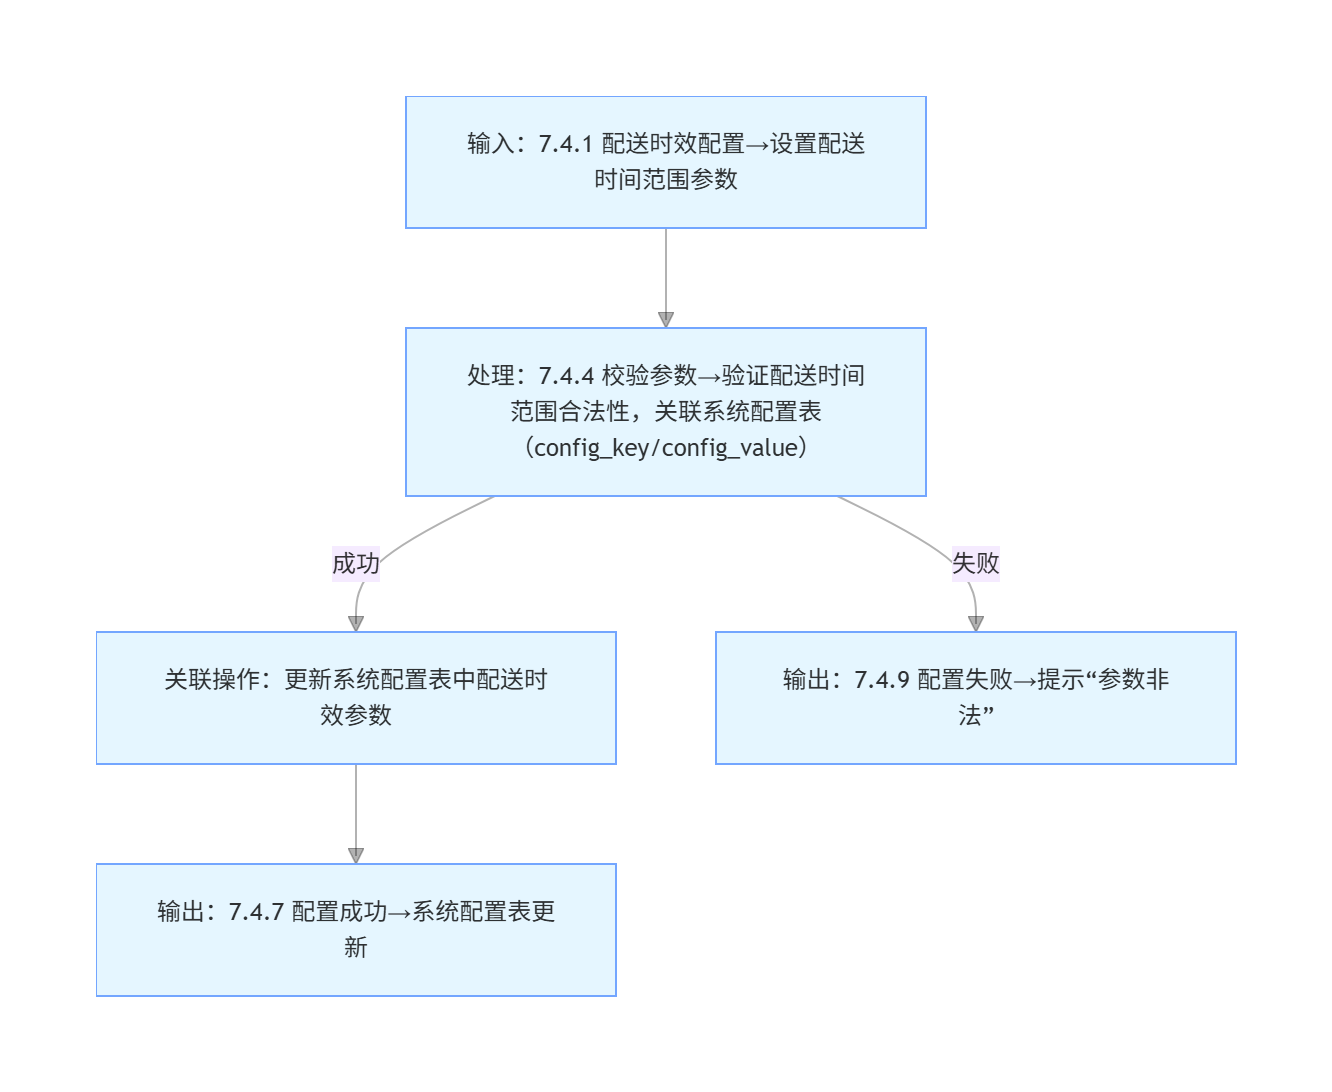 输入：7.4.1 配送时效配置→设置配送
时间范围参数
处理：7.4.4 校验参数→验证配送时间
范围合法性，关联系统配置表
（config_key/config_value）
成功
失败
关联操作：更新系统配置表中配送时
效参数
输出：7.4.9 配置失败→提示“参数非
法”
输出：7.4.7 配置成功→系统配置表更
新